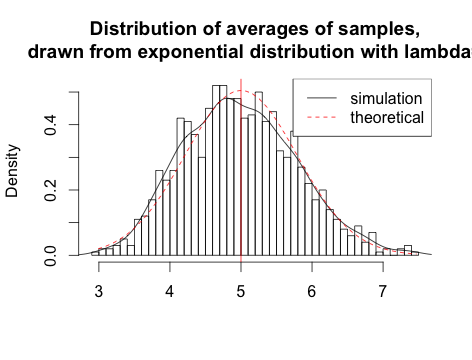 Distribution of averages of samples,
drawn from exponential distribution with lambda
simulation
theoretical
Density
0.4
0.2
0.0
3 4 5 6 7